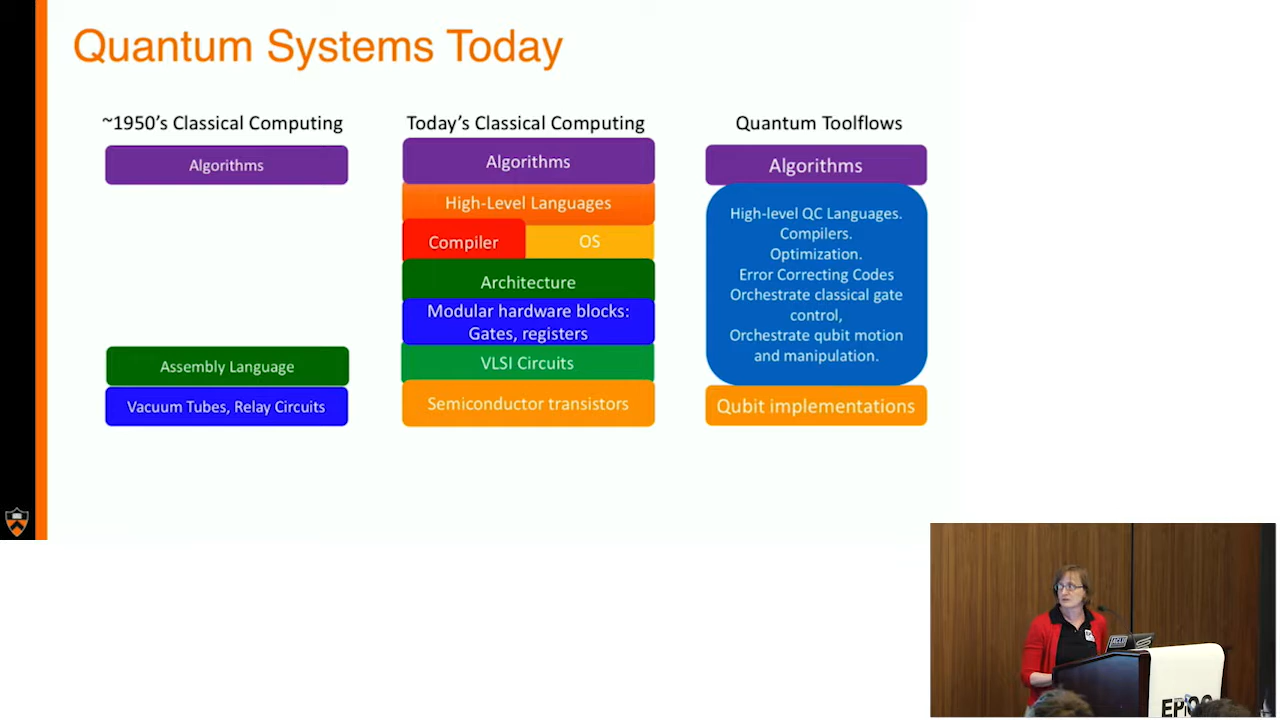 Quantum Systems Today
~1950's Classical Computing
Algorithms
Assembly Language
Vacuum Tubes, Relay Circuits
Today's Classical Computing
Algorithms
High-Level Languages
Compiler
OS
Architecture
Modular hardware blocks:
Gates, registers
VLSI Circuits
Semiconductor transistors
Quantum Toolflows
Algorithms
High-level QC Languages.
Compilers.
Optimization.
Error Correcting Codes
Orchestrate classical gate
control,
Orchestrate qubit motion
and manipulation.
Qubit implementations
ACLU